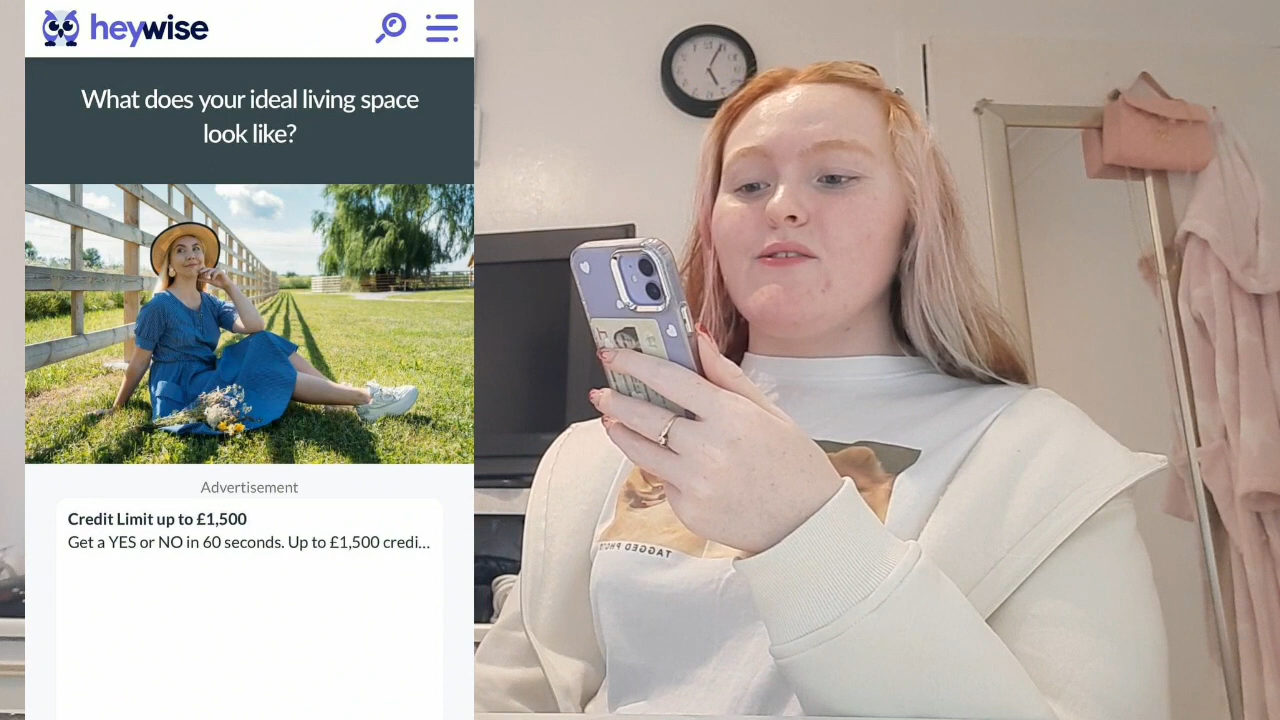 heywise
What does your ideal living space
look like?
Advertisement
Credit Limit up to £1,500
Get a YES or NO in 60 seconds. Up to £1,500 credi...
TAGGED PHOT